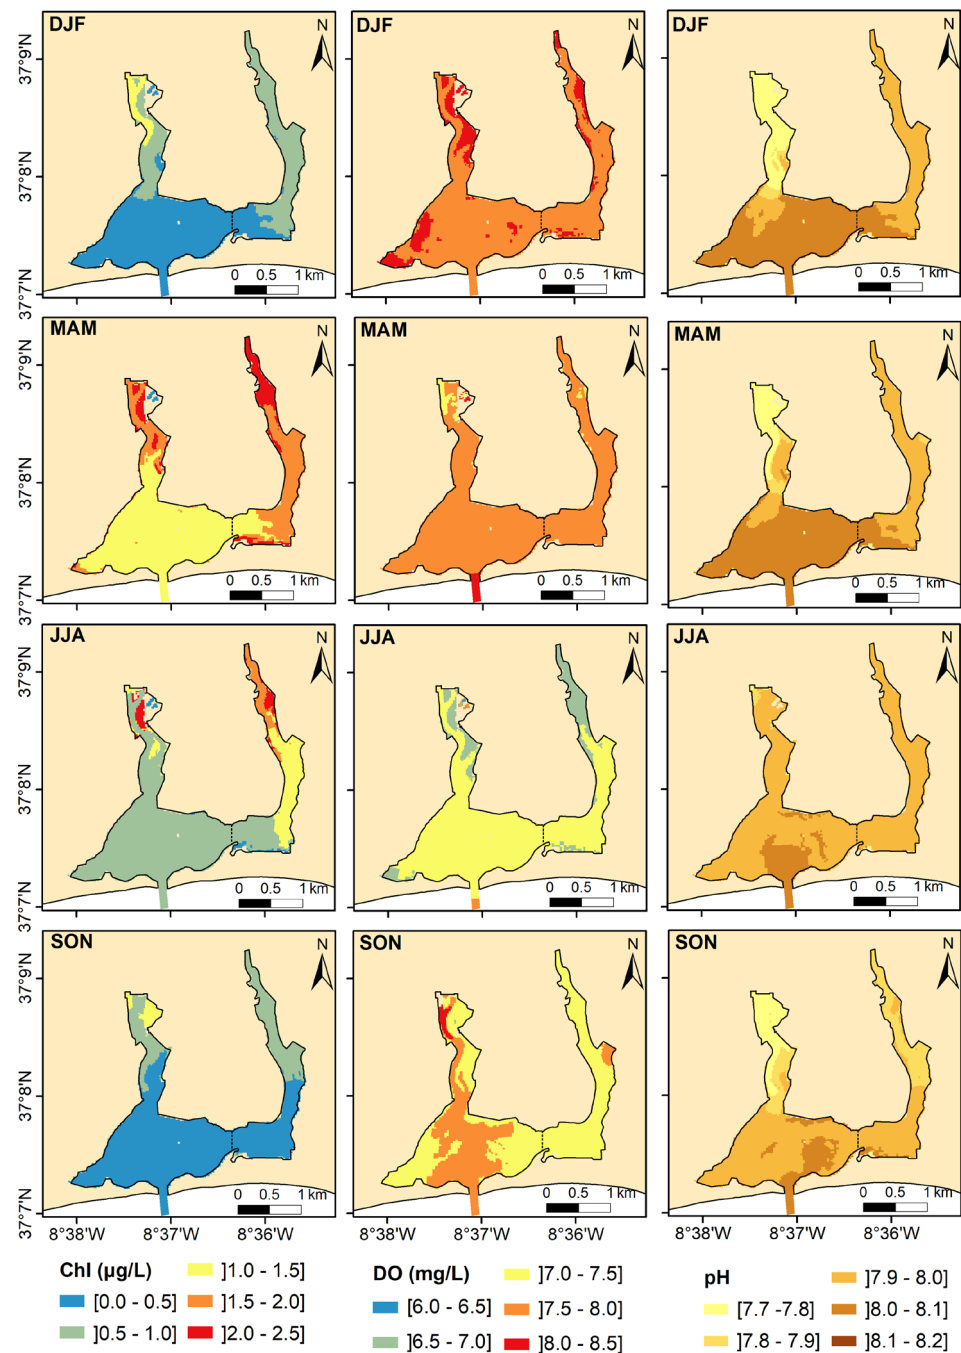 DJF N DJF N DJF N
37°9'N
37°8'N
37°7'N
0 0.5 1 km 0 0.5 1 km 0 0.5 1 km
MAM N MAM N MAM N
37°9'N
37°8'N
37°7'N
0 0.5 1 km 0 0.5 1 km 0 0.5 1 km
JJA N JJA N JJA N
37°9'N
37°8'N
37°7'N
0 0.5 1 km 0 0.5 1 km 0 0.5 1 km
SON N SON N SON N
37°9'N
37°8'N
37°7'N
0 0.5 1 km 0 0.5 1 km 0 0.5 1 km
8°38'W 8°37'W 8°36'W 8°38'W 8°37'W 8°36'W 8°38'W 8°37'W 8°36'W
Chl (µg/L)
[0.0 - 0.5]
]0.5 - 1.0]
]1.0 - 1.5]
]1.5 - 2.0]
]2.0 - 2.5]
DO (mg/L)
[6.0 - 6.5]
]6.5 - 7.0]
]7.0 - 7.5]
]7.5 - 8.0]
]8.0 - 8.5]
pH
[7.7 -7.8]
]7.8 - 7.9]
]7.9 - 8.0]
]8.0 - 8.1]
]8.1 - 8.2]